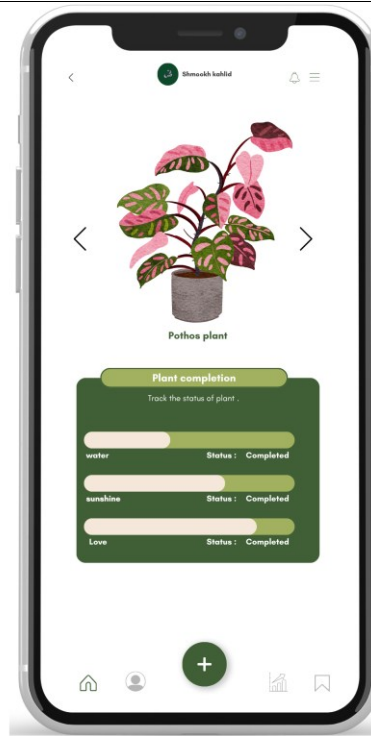 Shmookh kahlid
Pothos plant
Plant completion
Track the status of plant .
water Status : Completed
sunshine Status : Completed
Love Status : Completed